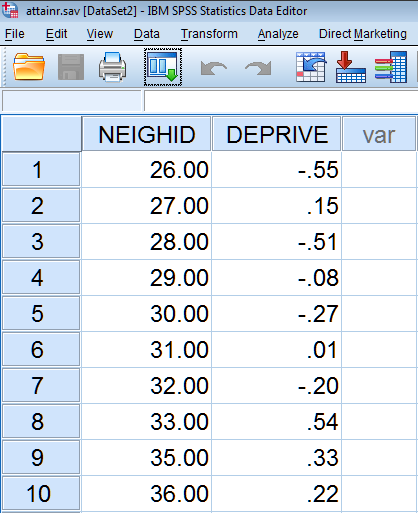 attainr.sav [DataSet2] - IBM SPSS Statistics Data Editor
File Edit View Data Transform Analyze Direct Marketing
NEIGHID DEPRIVE var
1 26.00 -.55
2 27.00 .15
3 28.00 -.51
4 29.00 -.08
5 30.00 -.27
6 31.00 .01
7 32.00 -.20
8 33.00 .54
9 35.00 .33
10 36.00 .22